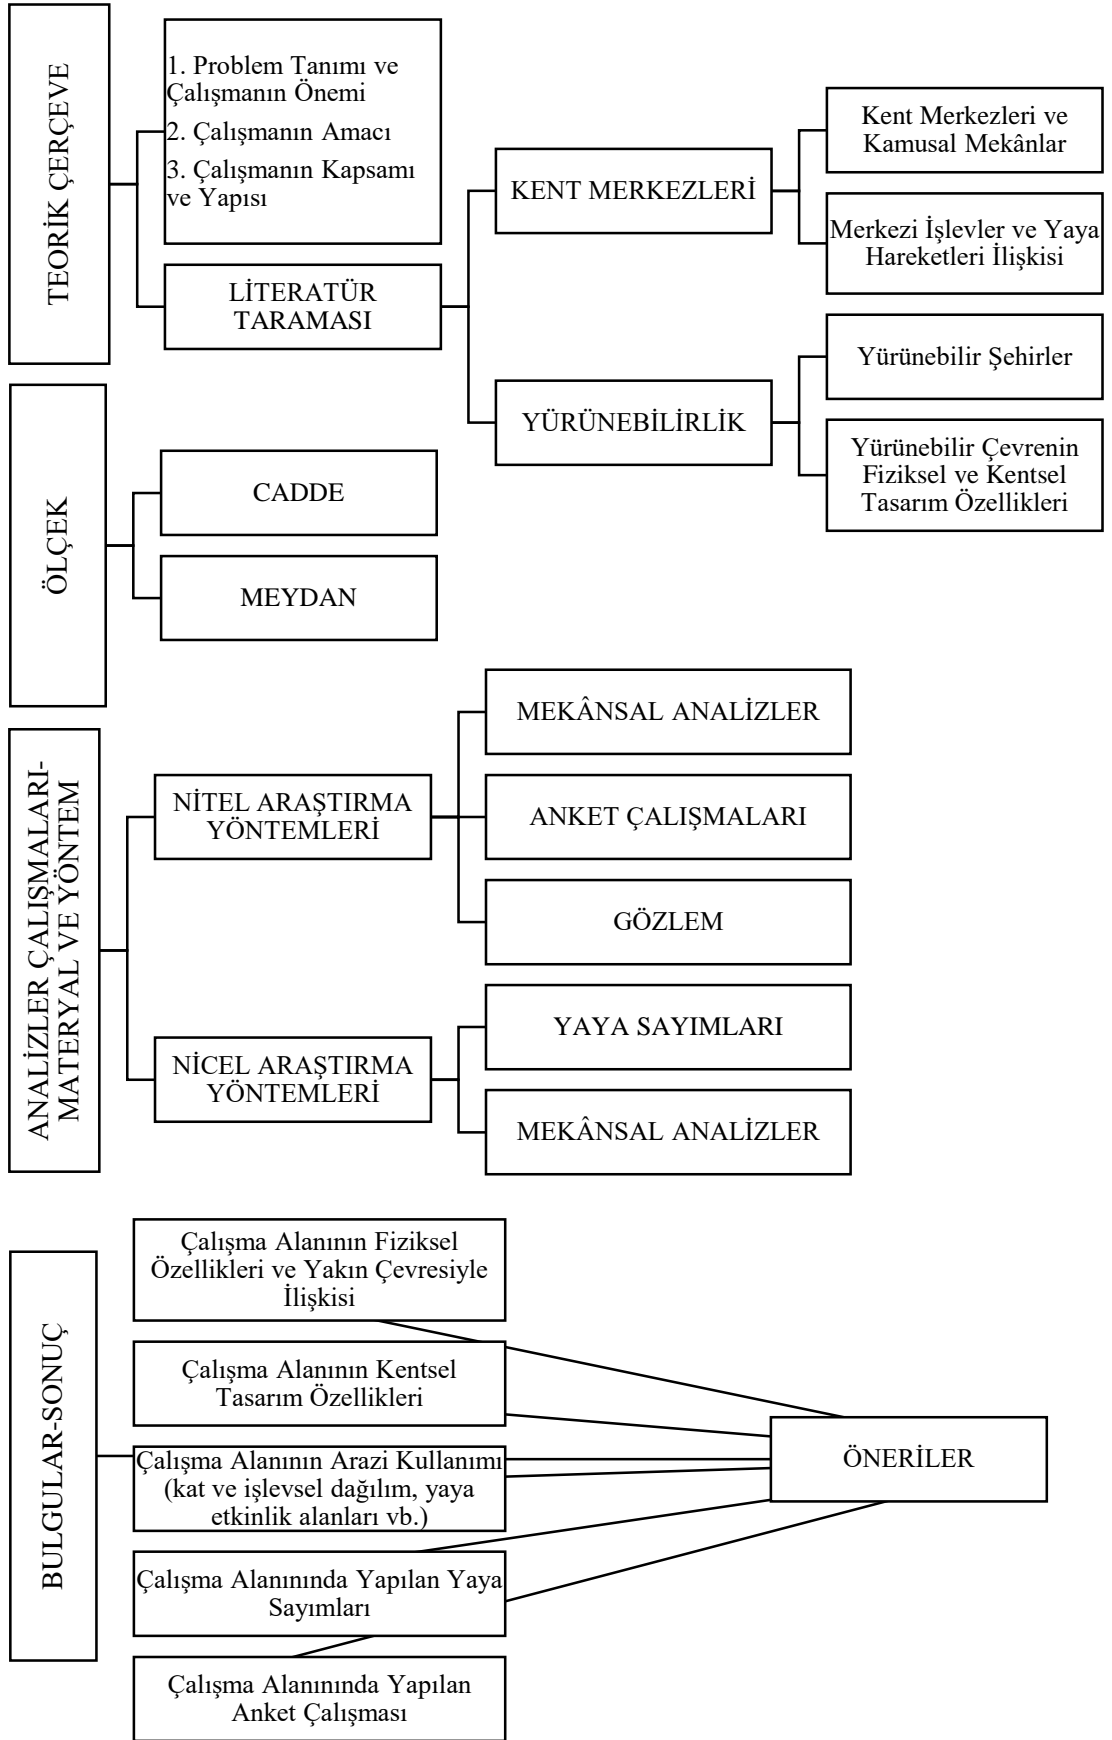 TEORİK ÇERÇEVE
1. Problem Tanımı ve
Çalışmanın Önemi
2. Çalışmanın Amacı
3. Çalışmanın Kapsamı
ve Yapısı
LİTERATÜR
TARAMASI
KENT MERKEZLERİ
Kent Merkezleri ve
Kamusal Mekânlar
Merkezi İşlevler ve Yaya
Hareketleri İlişkisi
YÜRÜNEBİLİRLİK
Yürünebilir Şehirler
Yürünebilir Çevrenin
Fiziksel ve Kentsel
Tasarım Özellikleri
ÖLÇEK
CADDE
MEYDAN
ANALİZLER ÇALIŞMALARI-
MATERYAL VE YÖNTEM
NİTEL ARAŞTIRMA
YÖNTEMLERİ
MEKÂNSAL ANALİZLER
ANKET ÇALIŞMALARI
GÖZLEM
NİCEL ARAŞTIRMA
YÖNTEMLERİ
YAYA SAYIMLARI
MEKÂNSAL ANALİZLER
BULGULAR-SONUÇ
Çalışma Alanının Fiziksel
Özellikleri ve Yakın Çevresiyle
İlişkisi
Çalışma Alanının Kentsel
Tasarım Özellikleri
Çalışma Alanının Arazi Kullanımı
(kat ve işlevsel dağılım, yaya
etkinlik alanları vb.)
Çalışma Alanınında Yapılan Yaya
Sayımları
Çalışma Alanınında Yapılan
Anket Çalışması
ÖNERİLER